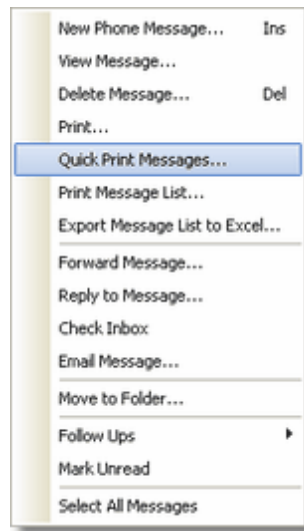 New Phone Message... Ins
View Message...
Delete Message... Del
Print...
Quick Print Messages...
Print Message List...
Export Message List to Excel...
Forward Message...
Reply to Message...
Check Inbox
Email Message...
Move to Folder...
Follow Ups
Mark Unread
Select All Messages